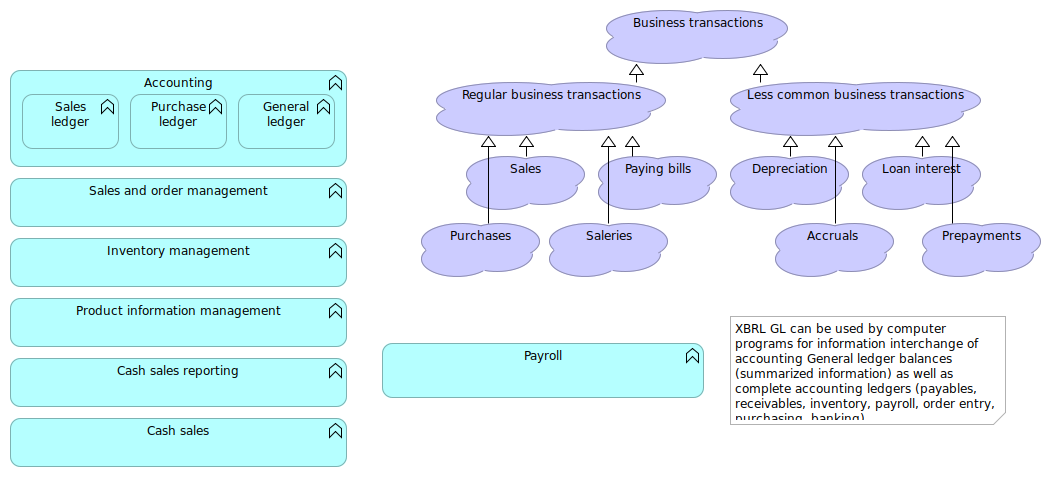 Business transactions
Accounting
Sales
ledger
Purchase
ledger
General
ledger
Regular business transactions
Less common business transactions
Sales
Paying bills
Depreciation
Loan interest
Sales and order management
Purchases
Saleries
Accruals
Prepayments
Inventory management
Product information management
Payroll
XBRL GL can be used by computer
programs for information interchange of
accounting General ledger balances
(summarized information) as well as
complete accounting ledgers (payables,
receivables, inventory, payroll, order entry,
purchasing, banking)
Cash sales reporting
Cash sales